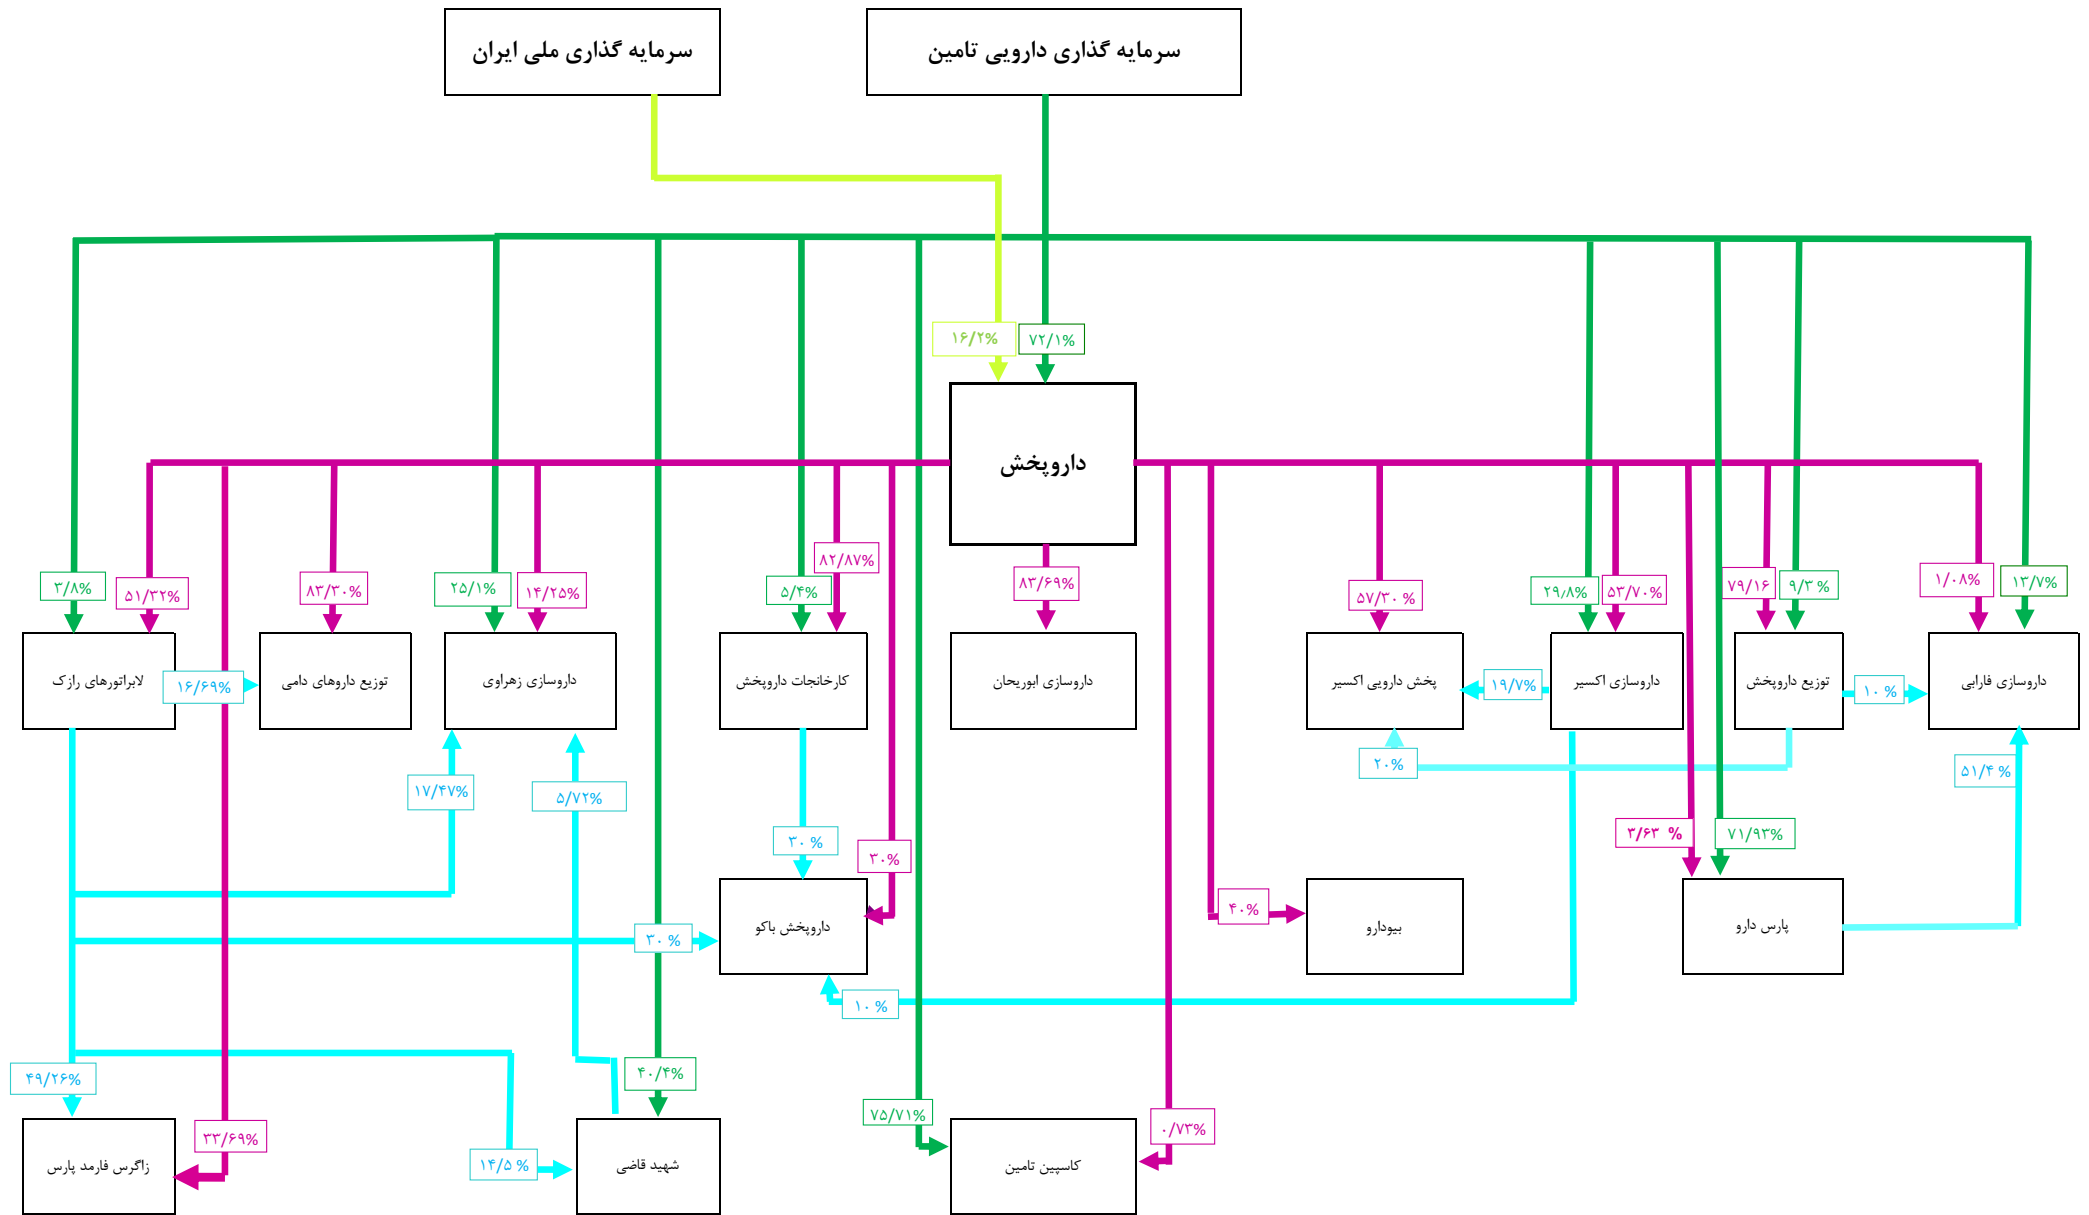 سرمایه گذاری دارویی تامین
سرمایه گذاری ملی ایران
۷۲/۱%
۱۶/۲%
داروپخش
۱۳/۷%
۱/۰۸%
۹/۳ %
۷۹/۱۶
۵۳/۷۰%
۲۹٫۸%
۵۷/۳۰ %
۸۳/۶۹%
۸۲/۸۷%
۵/۴%
۱۴/۲۵%
۲۵/۱%
۸۳/۳۰%
۵۱/۳۲%
۳/۸%
داروسازی فارابی
۱۰ %
توزیع داروپخش
داروسازی اکسیر
۱۹/۷%
پخش دارویی اکسیر
داروسازی ابوریحان
کارخانجات داروپخش
داروسازی زهراوی
توزیع داروهای دامی
۱۶/۶۹%
لابراتورهای رازک
۵۱/۴ %
۲۰%
۵/۷۲%
۱۷/۴۷%
۷۱/۹۳%
۳/۶۳ %
۳۰%
۳۰ %
پارس دارو
بیودارو
۴۰%
داروپخش باکو
۳۰ %
۱۰ %
۴۰/۴%
۴۹/۲۶%
۰/۷۳%
۷۵/۷۱%
۳۳/۶۹%
کاسپین تامین
شهید قاضی
۱۴/۵ %
زاگرس فارمد پارس